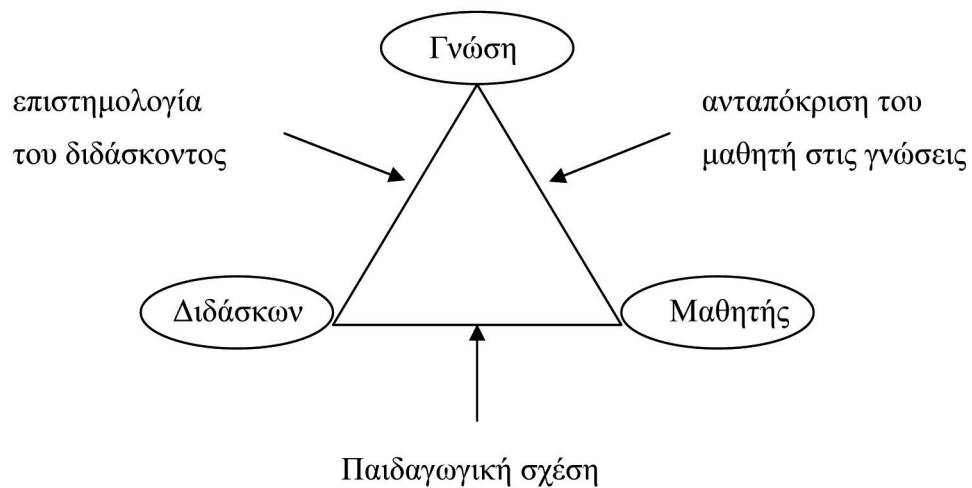 Γνώση
επιστημολογία
του διδάσκοντος
ανταπόκριση του
μαθητή στις γνώσεις
Διδάσκων
Μαθητής
Παιδαγωγική σχέση